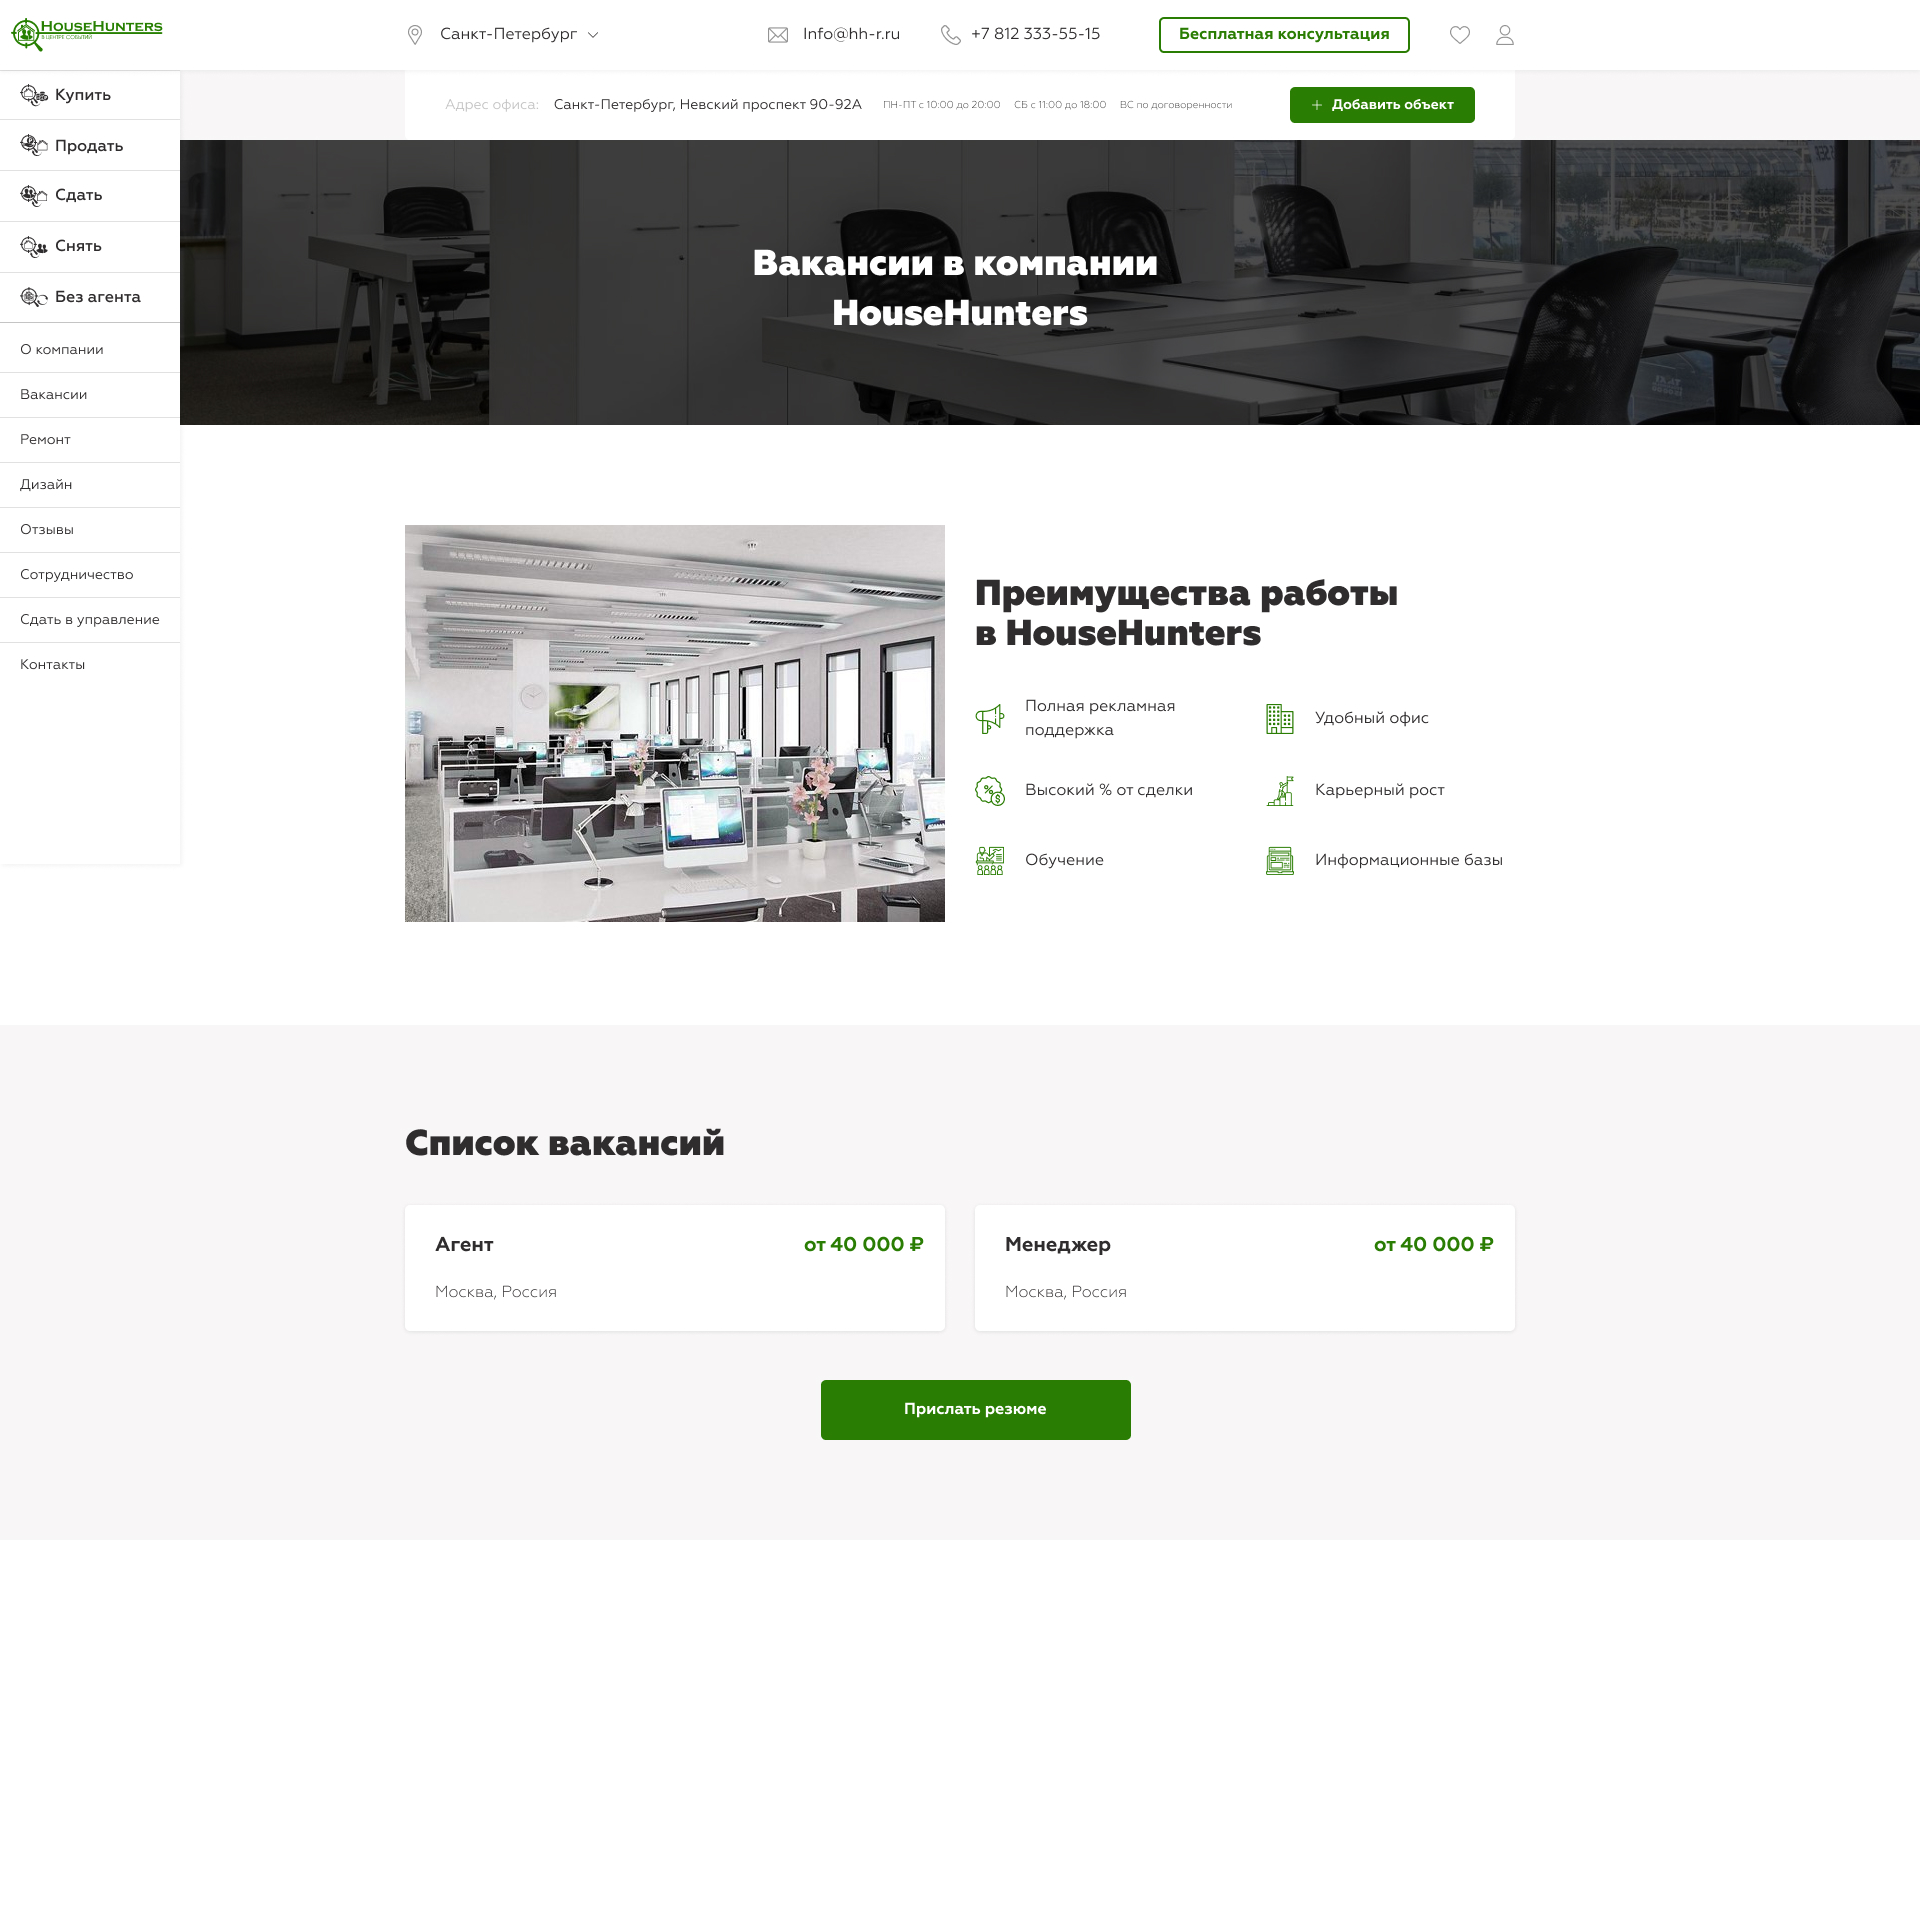 HouseHunters
В ЦЕНТРЕ СОБЫТИЙ
Санкт-Петербург
Info@hh-r.ru
+7 812 333-55-15
Бесплатная консультация
Адрес офиса: Санкт-Петербург, Невский проспект 90-92А
ПН-ПТ с 10:00 до 20:00 СБ с 11:00 до 18:00 ВС по договоренности
Добавить объект
Купить
Продать
Сдать
Снять
Без агента
О компании
Вакансии
Ремонт
Дизайн
Отзывы
Сотрудничество
Сдать в управление
Контакты
Вакансии в компании
HouseHunters
Преимущества работы
в HouseHunters
Полная рекламная
поддержка
Удобный офис
Высокий % от сделки
Карьерный рост
Обучение
Информационные базы
Список вакансий
Агент
от 40 000 ₽
Москва, Россия
Менеджер
от 40 000 ₽
Москва, Россия
Прислать резюме